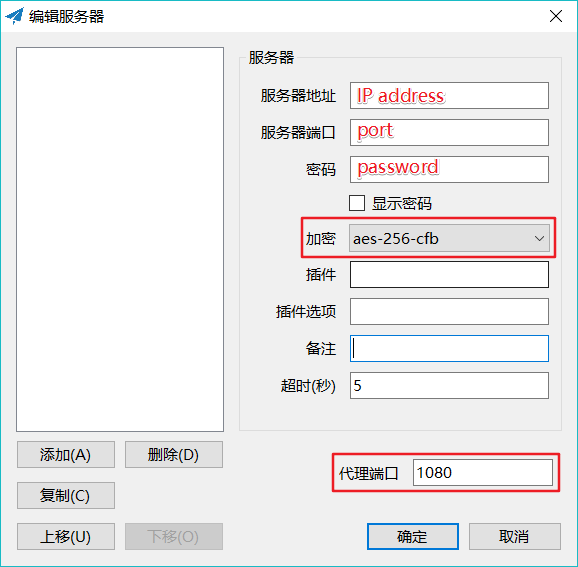 编辑服务器
服务器
服务器地址 IP address
服务器端口 port
密码 password
显示密码
加密 aes-256-cfb
插件
插件选项
备注
超时(秒) 5
添加(A) 删除(D)
代理端口 1080
复制(C)
上移(U) 下移(O) 确定 取消